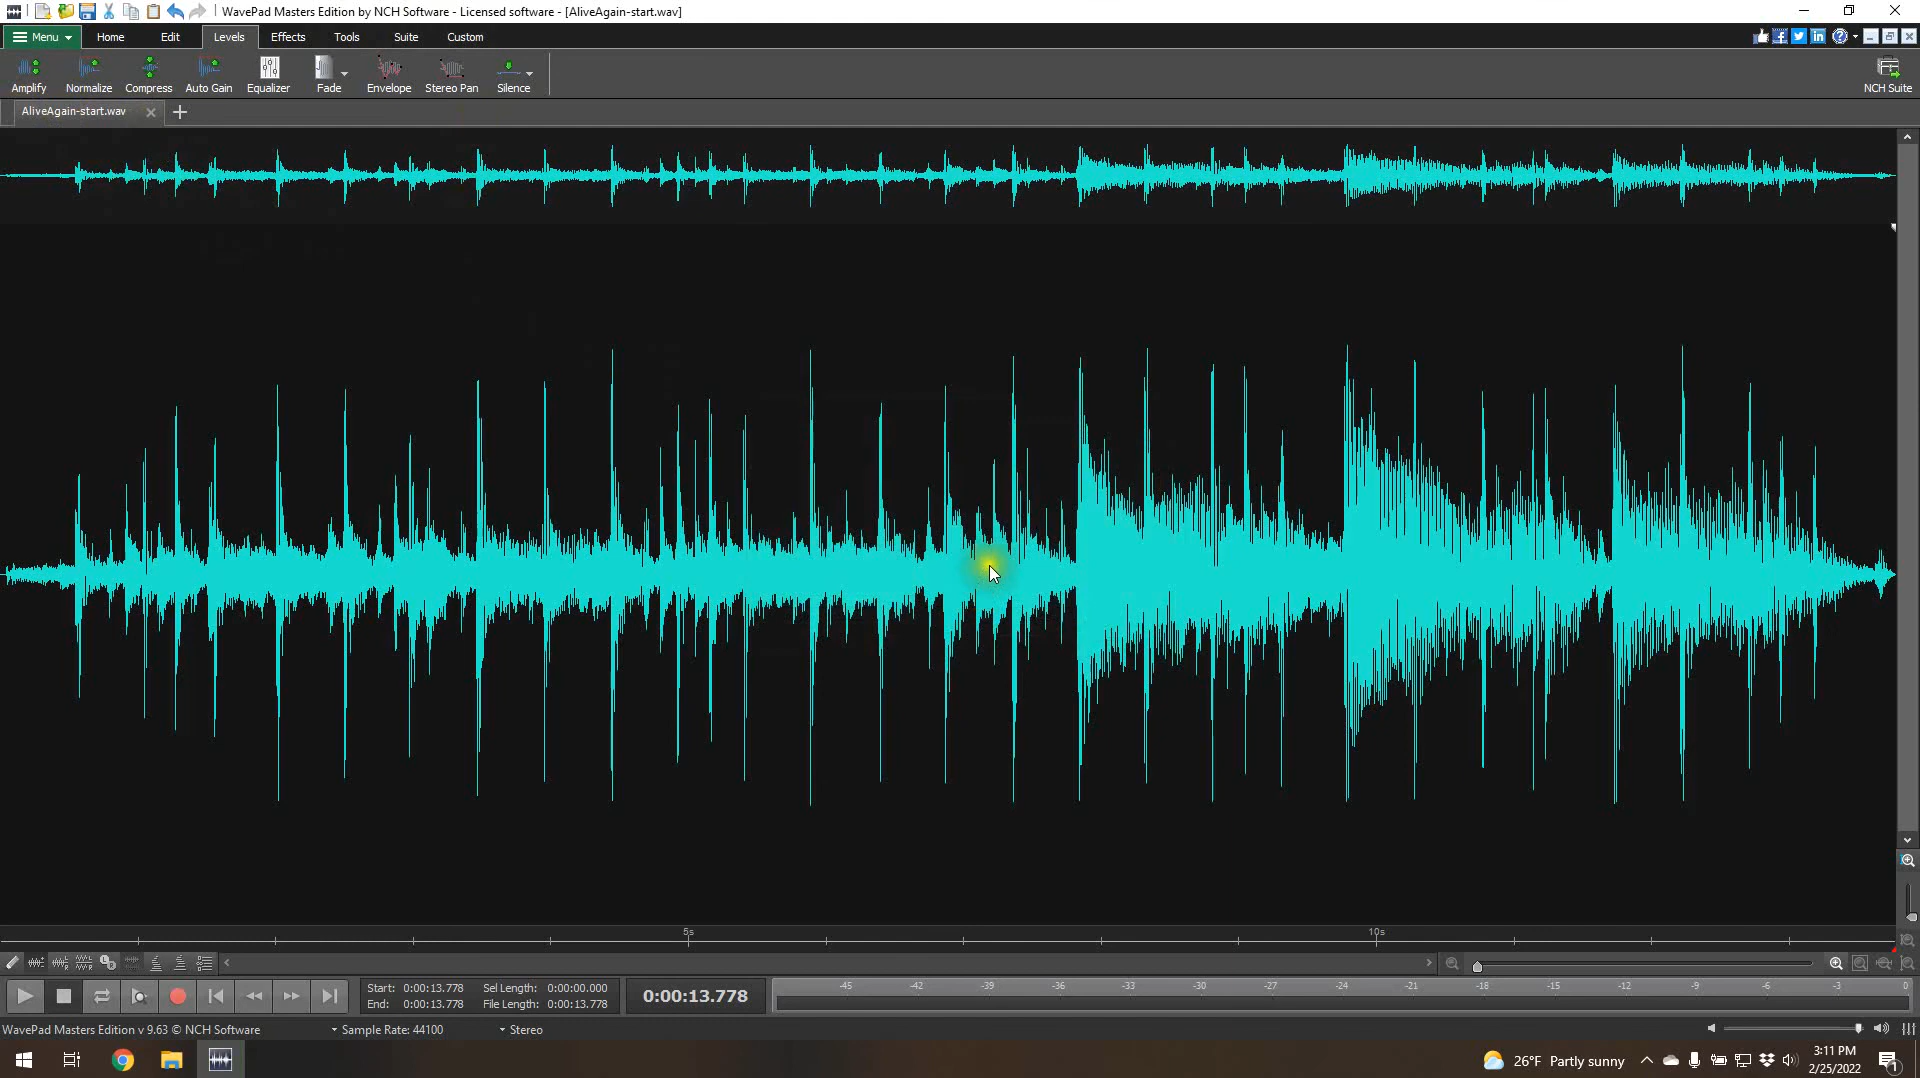 WavePad Masters Edition by NCH Software - Licensed software - [AliveAgain-start.wav]
Menu Home Edit Levels Effects Tools Suite Custom
Amplify Normalize Compress Auto Gain Equalizer Fade Envelope Stereo Pan Silence NCH Suite
AliveAgain-start.wav
5s 10s
Start: 0:00:13.778 Sel Length: 0:00:00.000
End: 0:00:13.778 File Length: 0:00:13.778
0:00:13.778
-45 -42 -39 -36 -33 -30 -27 -24 -21 -18 -15 -12 -9 -6 -3 0
WavePad Masters Edition v 9.63 © NCH Software Sample Rate: 44100 Stereo
26°F Partly sunny
3:11 PM
2/25/2022
1